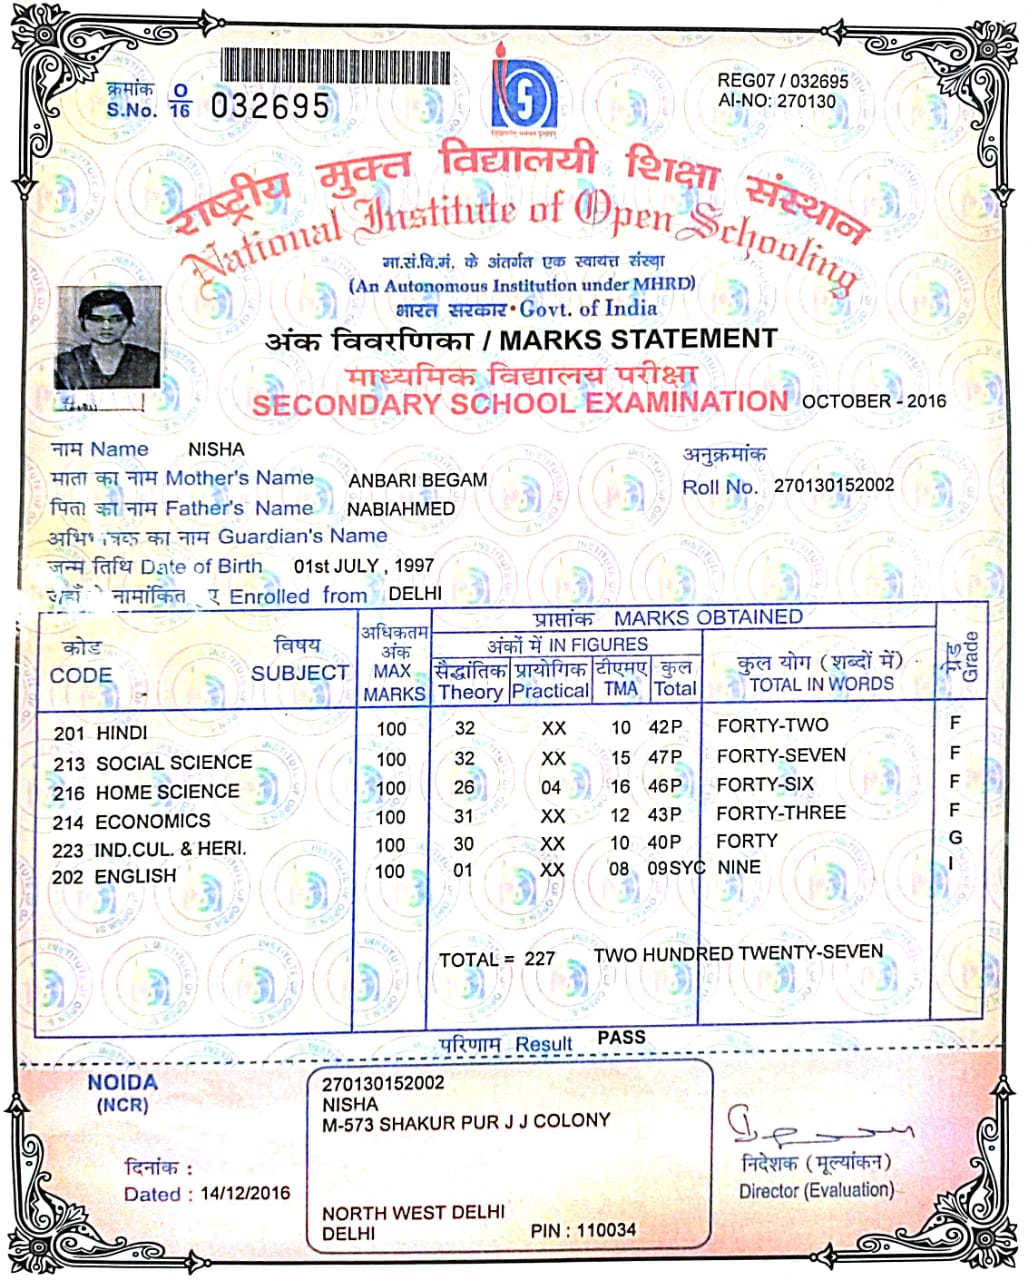 क्रमांक O REG07 / 032695
S.No. 16 032695 AI-NO: 270130
राष्ट्रीय मुक्त विद्यालयी शिक्षा संस्थान
National Institute of Open Schooling
मा.सं.वि.मं. के अंतर्गत एक स्वायत्त संस्था
(An Autonomous Institution under MHRD)
भारत सरकार • Govt. of India
अंक विवरणिका / MARKS STATEMENT
माध्यमिक विद्यालय परीक्षा
SECONDARY SCHOOL EXAMINATION OCTOBER - 2016
नाम Name NISHA अनुक्रमांक
माता का नाम Mother's Name ANBARI BEGAM Roll No. 270130152002
पिता का नाम Father's Name NABIAHMED
का नाम Guardian's Name
जन्म तिथि Date of Birth 01st JULY , 1997
नामांकित Enrolled from DELHI
प्राप्तांक MARKS OBTAINED
कोड विषय अधिकतम अंक अंकों में IN FIGURES कुल योग (शब्दों में) ग्रेड
CODE SUBJECT MAX MARKS सैद्धांतिक प्रायोगिक टीएमए कुल TOTAL IN WORDS Grade
Theory Practical TMA Total
201 HINDI 100 32 XX 10 42P FORTY-TWO F
213 SOCIAL SCIENCE 100 32 XX 15 47P FORTY-SEVEN F
216 HOME SCIENCE 100 26 04 16 46P FORTY-SIX F
214 ECONOMICS 100 31 XX 12 43P FORTY-THREE F
223 IND.CUL. & HERI. 100 30 XX 10 40P FORTY G
202 ENGLISH 100 01 XX 08 09SYC NINE I
TOTAL = 227 TWO HUNDRED TWENTY-SEVEN
परिणाम Result PASS
NOIDA
(NCR)
270130152002
NISHA
M-573 SHAKUR PUR J J COLONY
NORTH WEST DELHI
DELHI PIN : 110034
दिनांक :
Dated : 14/12/2016
निदेशक (मूल्यांकन)
Director (Evaluation)